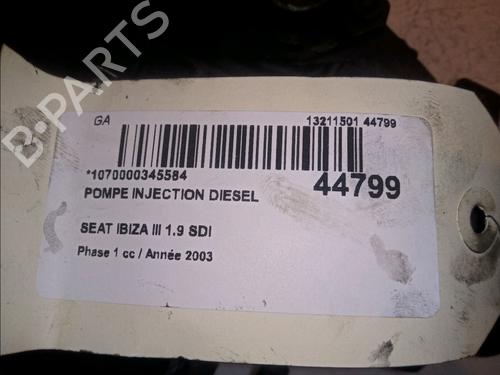 GA
13211501 44799
*1070000345584
44799
POMPE INJECTION DIESEL
SEAT IBIZA III 1.9 SDI
Phase 1 cc / Année 2003
B-PARTS